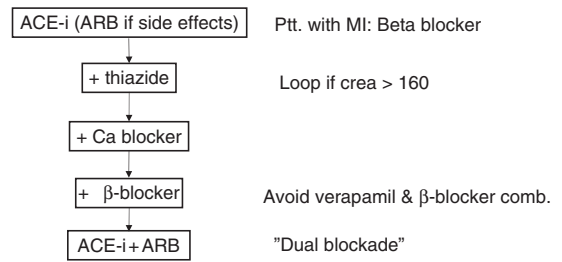 ACE-i (ARB if side effects) Ptt. with MI: Beta blocker
+ thiazide Loop if crea > 160
+ Ca blocker
+ β-blocker Avoid verapamil & β-blocker comb.
ACE-i+ARB ”Dual blockade”